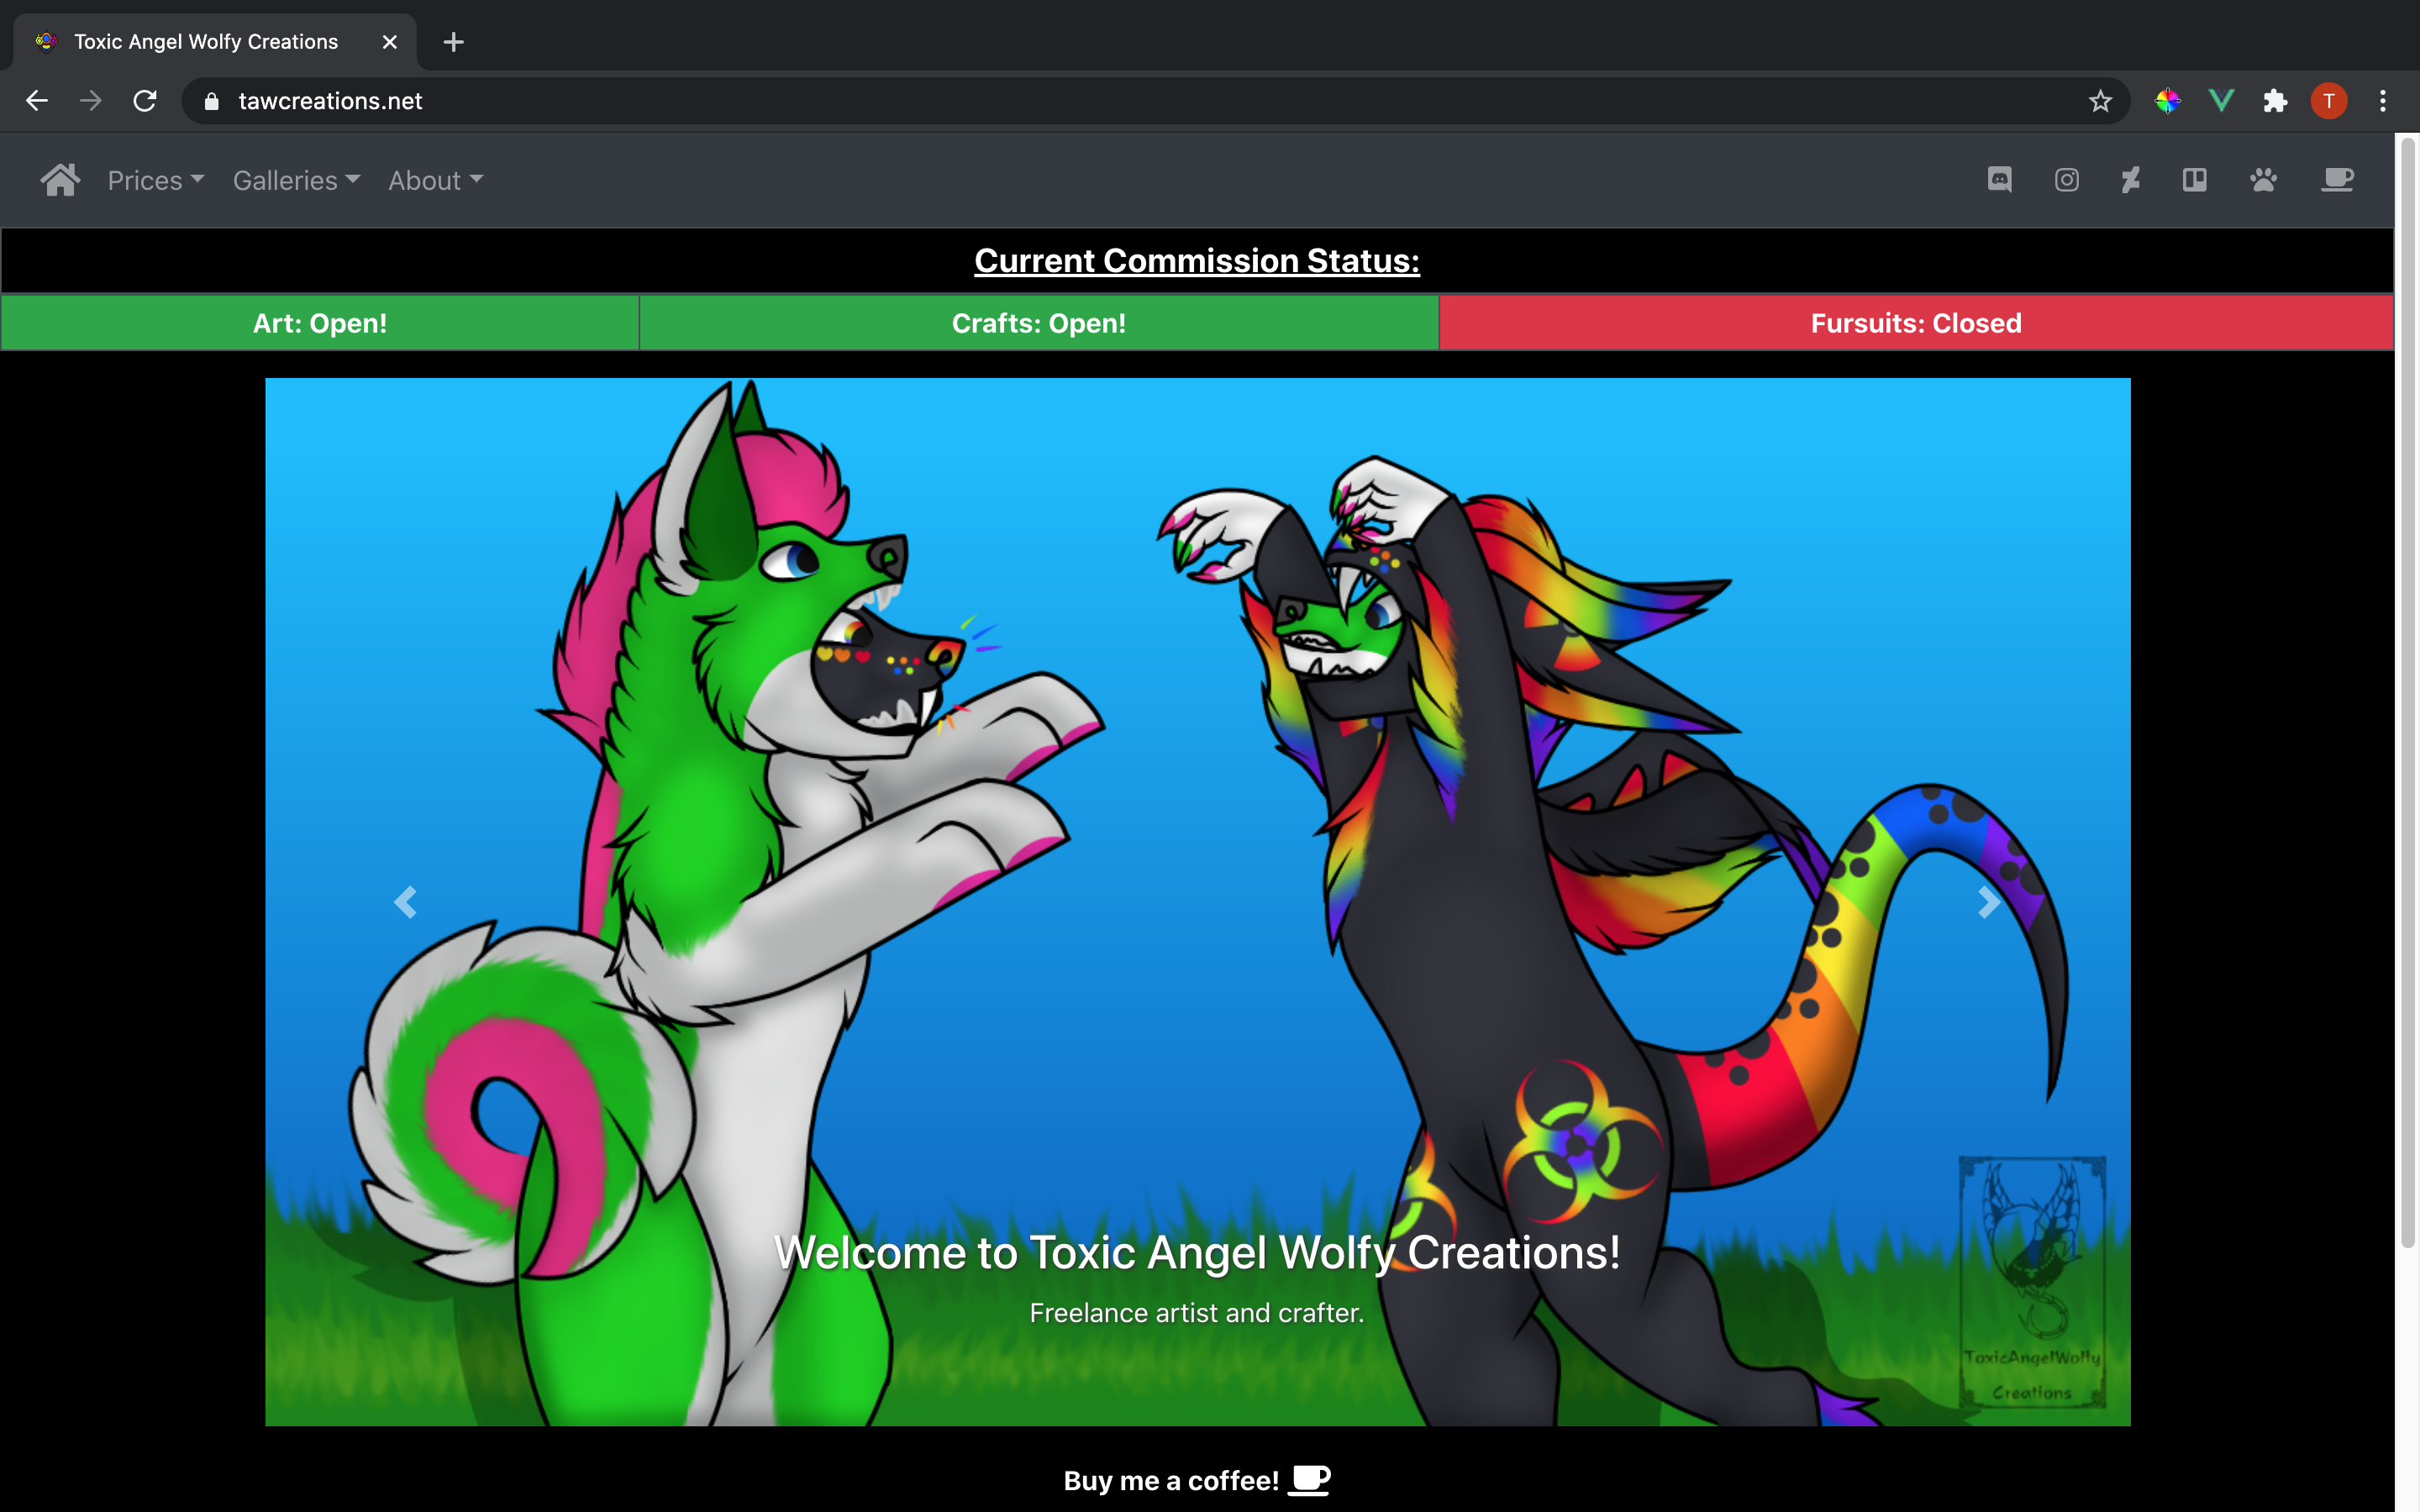 Toxic Angel Wolfy Creations
tawcreations.net
T
Prices
Galleries
About
Current Commission Status:
Art: Open!
Crafts: Open!
Fursuits: Closed
Welcome to Toxic Angel Wolfy Creations!
Freelance artist and crafter.
ToxicAngelWolfy
Creations
Buy me a coffee!